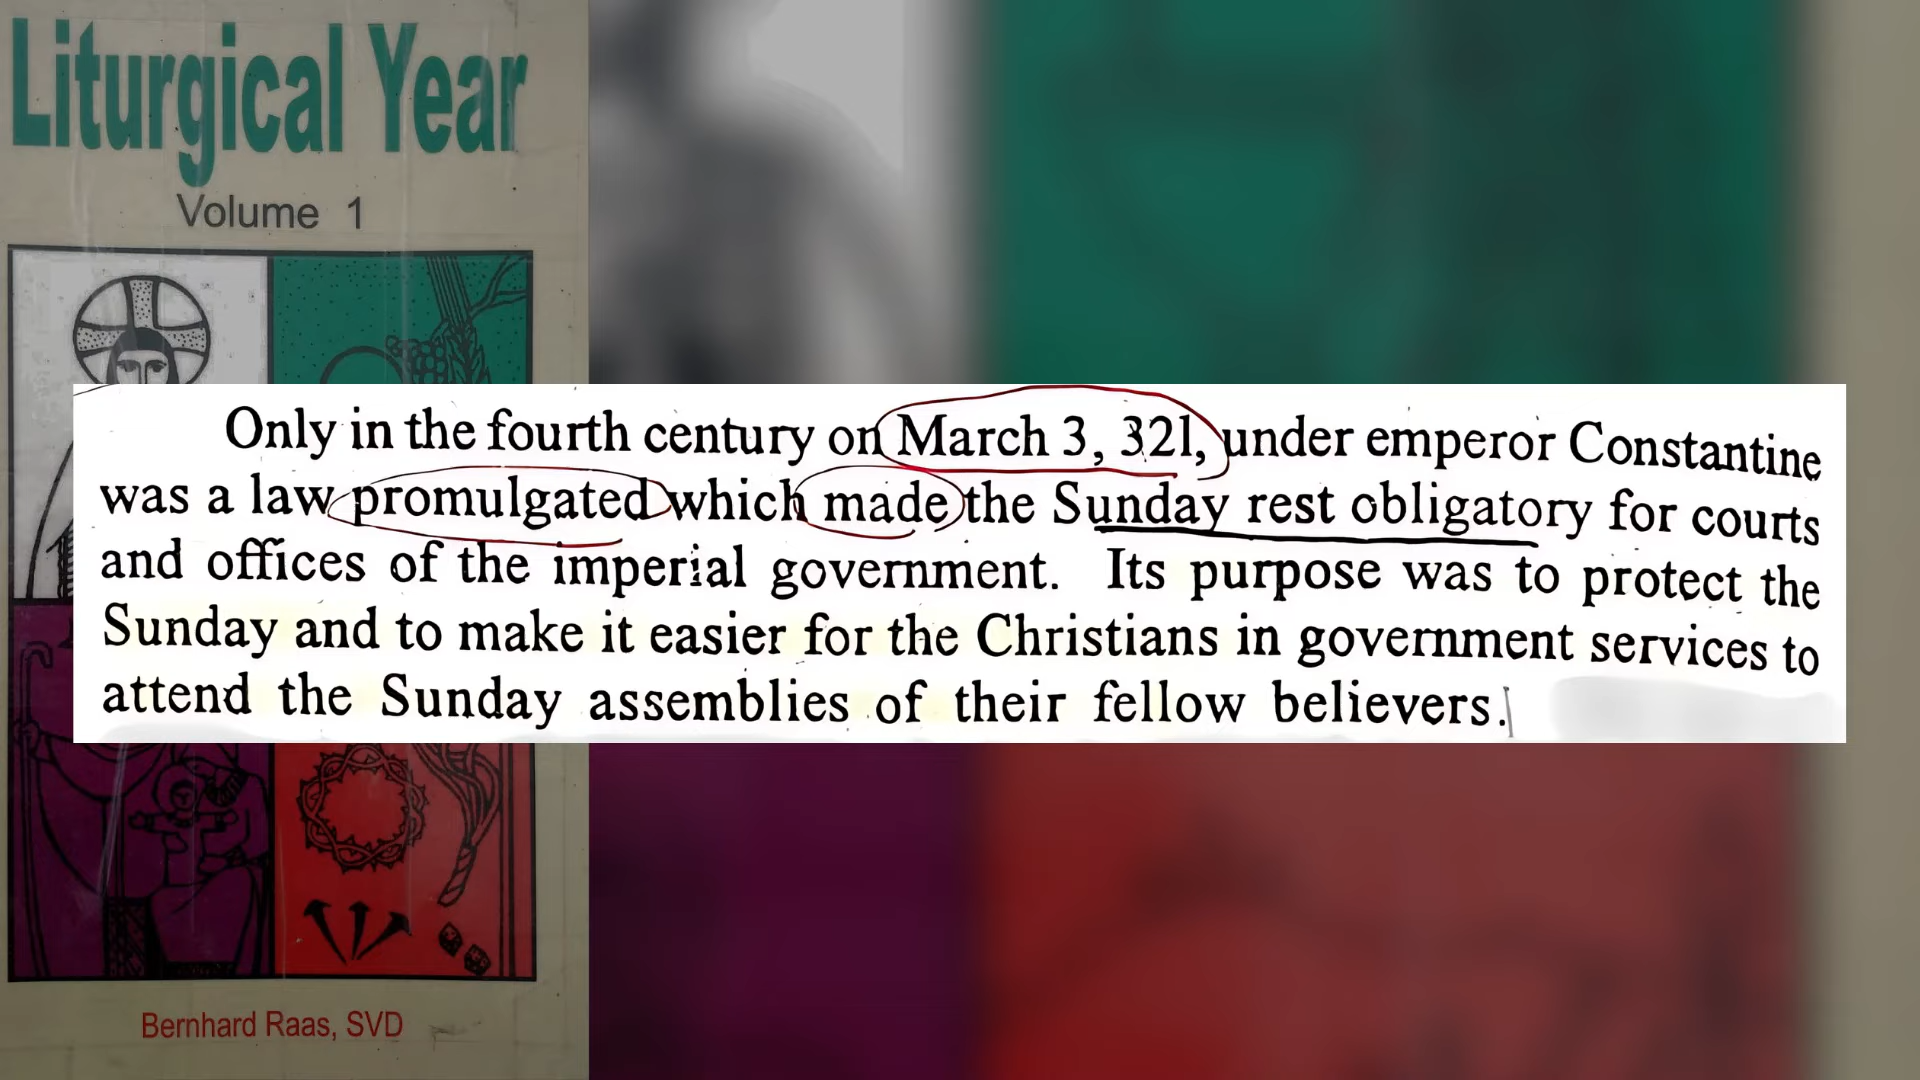 Liturgical Year
Volume 1
Only in the fourth century on March 3, 321, under emperor Constantine
was a law promulgated which made the Sunday rest obligatory for courts
and offices of the imperial government. Its purpose was to protect the
Sunday and to make it easier for the Christians in government services to
attend the Sunday assemblies of their fellow believers.
Bernhard Raas, SVD